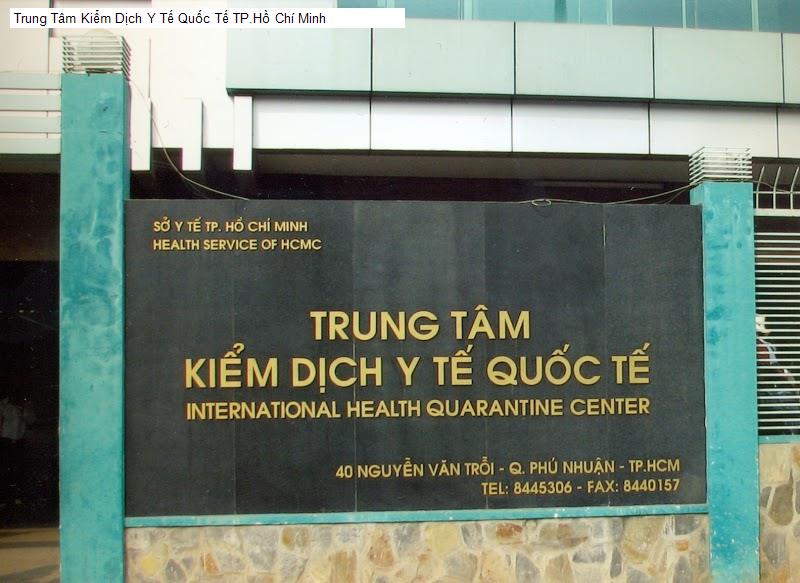 Trung Tâm Kiểm Dịch Y Tế Quốc Tế TP.Hồ Chí Minh
SỞ Y TẾ TP. HỒ CHÍ MINH
HEALTH SERVICE OF HCMC
TRUNG TÂM
KIỂM DỊCH Y TẾ QUỐC TẾ
INTERNATIONAL HEALTH QUARANTINE CENTER
40 NGUYỄN VĂN TRỖI - Q. PHÚ NHUẬN - TP.HCM
TEL: 8445306 - FAX: 8440157